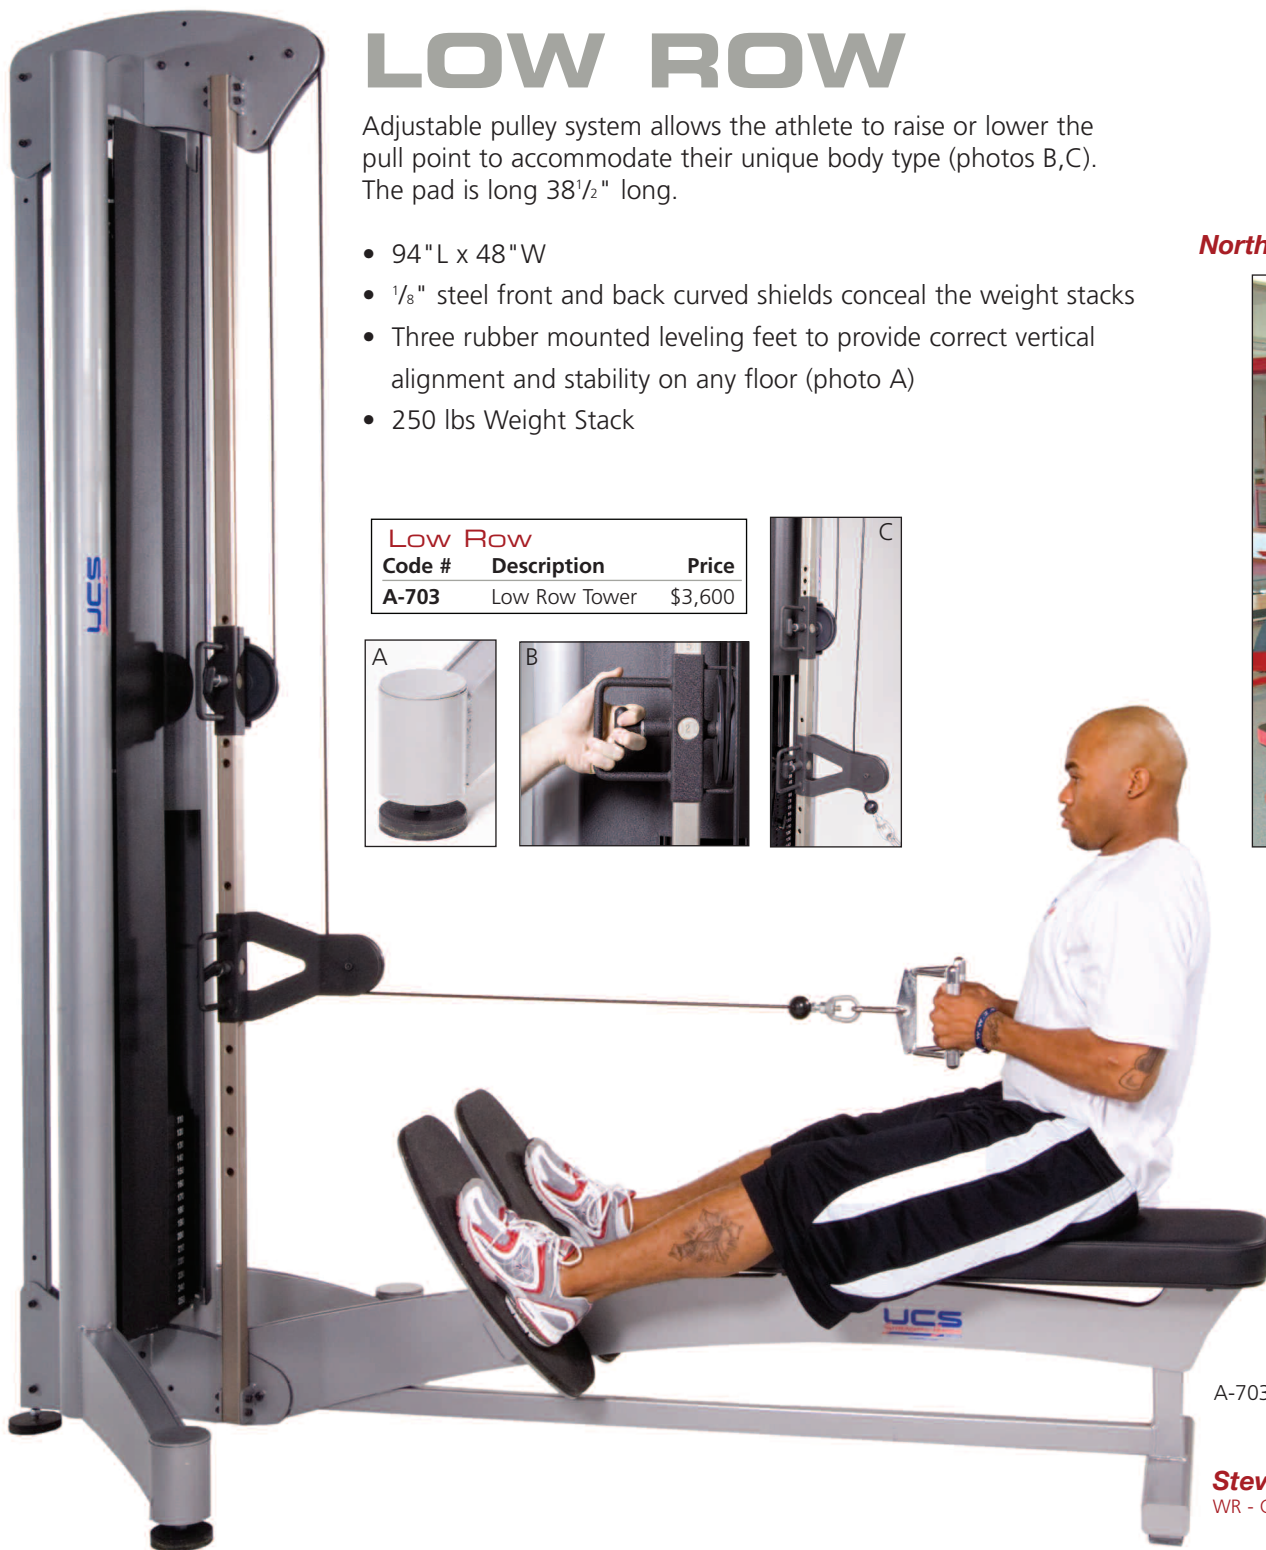 LOW ROW
Adjustable pulley system allows the athlete to raise or lower the
pull point to accommodate their unique body type (photos B,C).
The pad is long 38¹/₂" long.
• 94"L x 48"W
• ¹/₈" steel front and back curved shields conceal the weight stacks
• Three rubber mounted leveling feet to provide correct vertical
alignment and stability on any floor (photo A)
• 250 lbs Weight Stack
North
Low Row
Code # Description Price
A-703 Low Row Tower $3,600
A
B
C
UCS
UCS
A-703
WR -